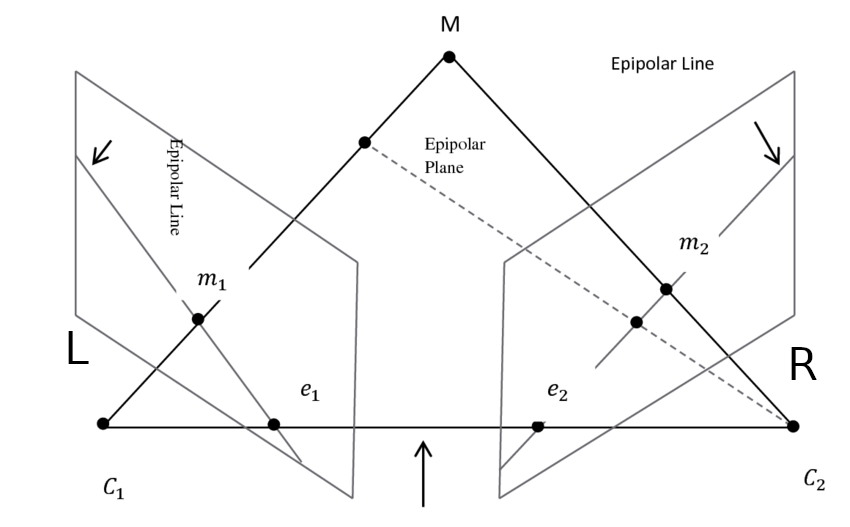 M
Epipolar Line
Epipolar
Plane
Epipolar Line
m₂
m₁
L
R
e₁
e₂
C₁
C₂